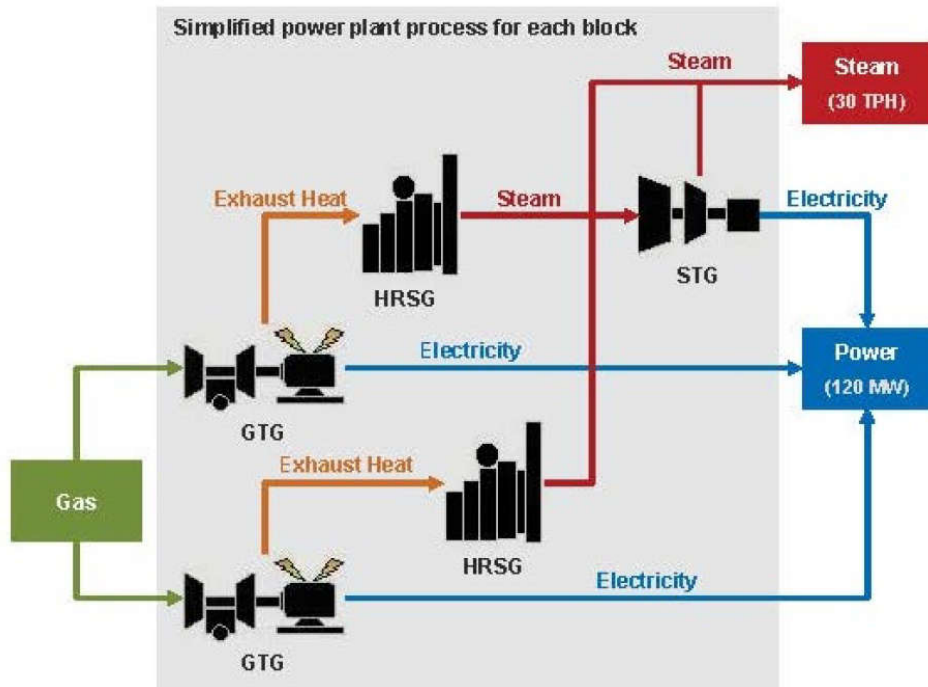 Simplified power plant process for each block
Steam
Steam
(30 TPH)
Exhaust Heat
Steam
Electricity
HRSG
STG
Electricity
Power
(120 MW)
GTG
Exhaust Heat
Gas
HRSG
Electricity
GTG